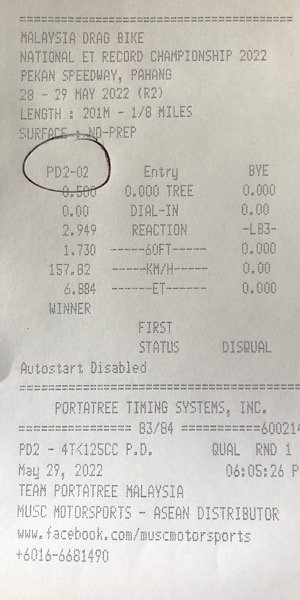 ==============================
MALAYSIA DRAG BIKE
NATIONAL ET RECORD CHAMPIONSHIP 2022
PEKAN SPEEDWAY, PAHANG
28 - 29 MAY 2022 (R2)
LENGTH : 201M - 1/8 MILES
SURFACE : NO-PREP
PD2-02 Entry BYE
0.500 0.000 TREE 0.000
0.00 DIAL-IN 0.00
2.949 REACTION -LB3-
1.730 -----60FT----- 0.000
157.82 -----KM/H----- 0.00
6.884 ------ET------ 0.000
WINNER
FIRST
STATUS DISQUAL
Autostart Disabled
==============================
PORTATREE TIMING SYSTEMS, INC.
================ 83/84 ===========600214
PD2 - 4T<125CC P.D. QUAL RND 1
May 29, 2022 06:05:26 P
TEAM PORTATREE MALAYSIA
MUSC MOTORSPORTS - ASEAN DISTRIBUTOR
www.facebook.com/muscmotorsports
+6016-6681490